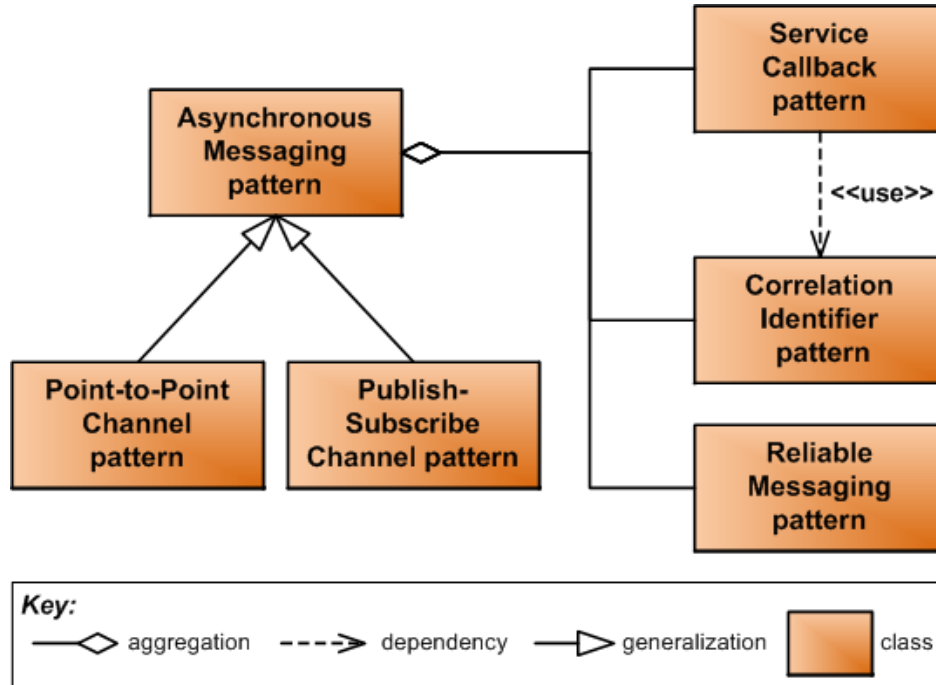 Asynchronous
Messaging
pattern
Service
Callback
pattern
<<use>>
Correlation
Identifier
pattern
Point-to-Point
Channel
pattern
Publish-
Subscribe
Channel pattern
Reliable
Messaging
pattern
Key:
aggregation
dependency
generalization
class